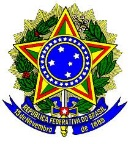 REPÚBLICA FEDERATIVA DO BRASIL
15 de Novembro de 1889